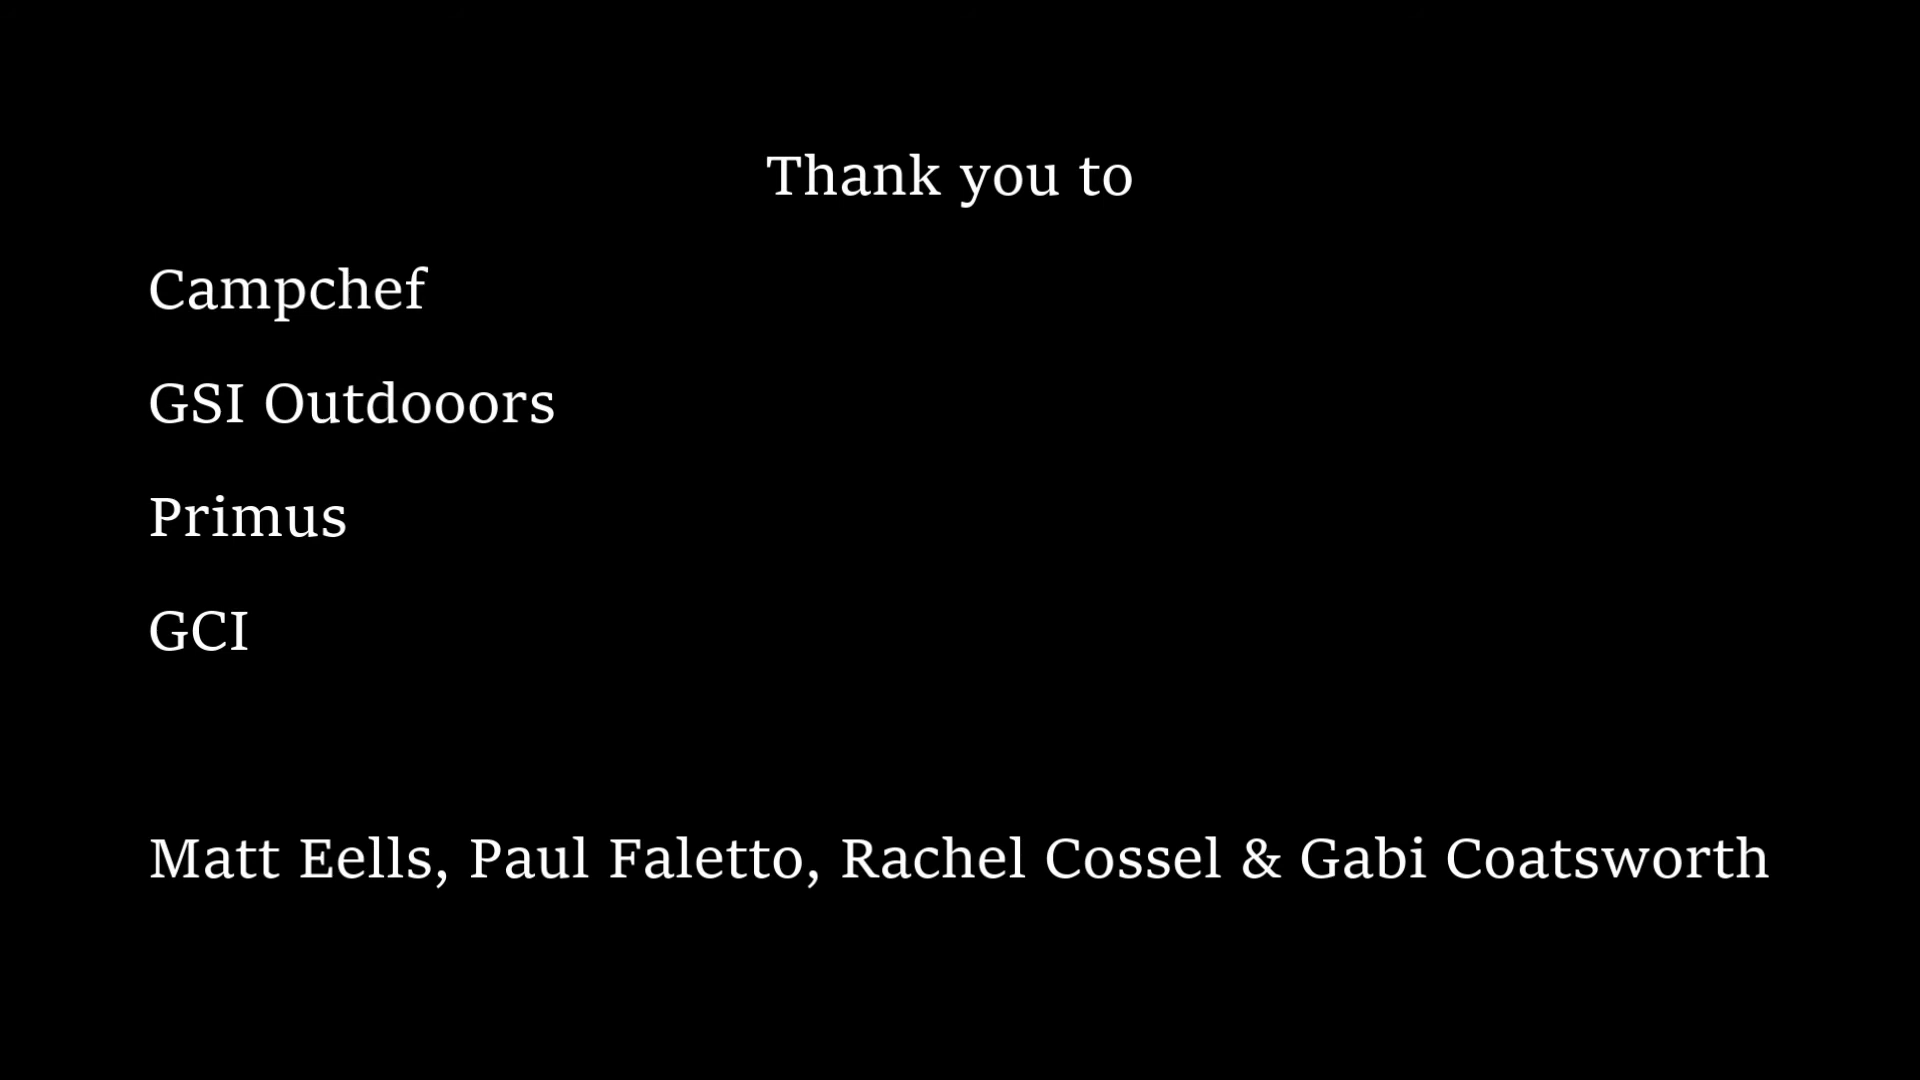 Thank you to
Campchef
GSI Outdooors
Primus
GCI
Matt Eells, Paul Faletto, Rachel Cossel & Gabi Coatsworth